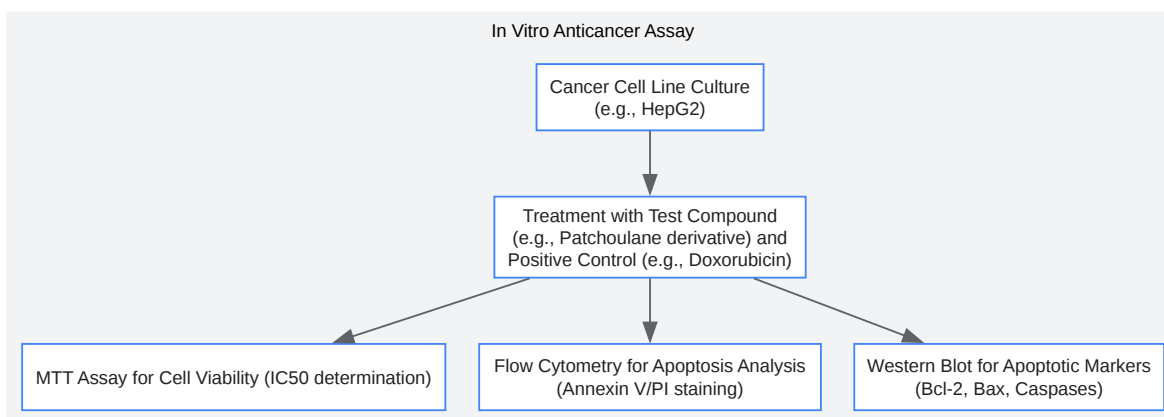 In Vitro Anticancer Assay
Cancer Cell Line Culture
(e.g., HepG2)
Treatment with Test Compound
(e.g., Patchoulane derivative) and
Positive Control (e.g., Doxorubicin)
MTT Assay for Cell Viability (IC50 determination)
Flow Cytometry for Apoptosis Analysis
(Annexin V/PI staining)
Western Blot for Apoptotic Markers
(Bcl-2, Bax, Caspases)